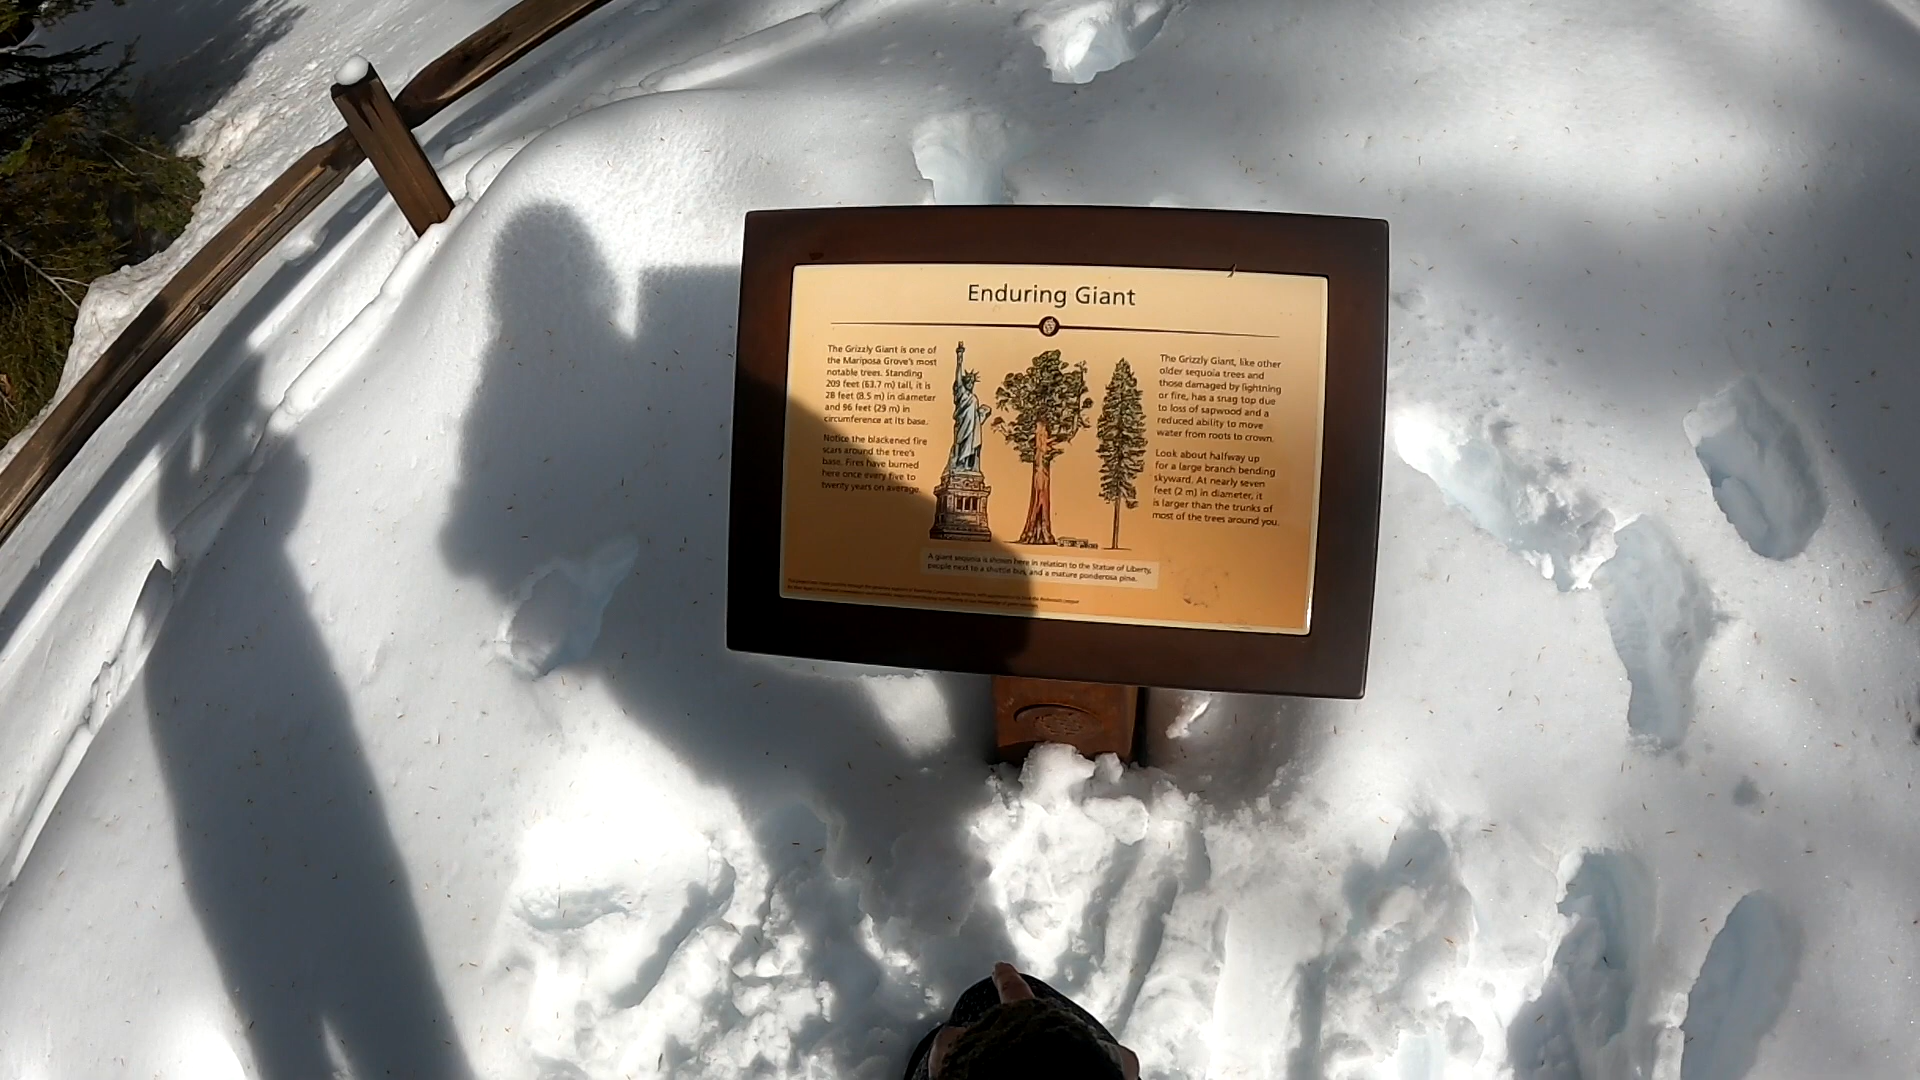 Enduring Giant
The Grizzly Giant is one of
the Mariposa Grove's most
notable trees. Standing
209 feet (63.7 m) tall, it is
28 feet (8.5 m) in diameter
and 96 feet (29 m) in
circumference at its base.
Notice the blackened fire
scars around the tree's
base. Fires have burned
here once every five to
twenty years on average.
The Grizzly Giant, like other
older sequoia trees and
those damaged by lightning
or fire, has a snag top due
to loss of sapwood and a
reduced ability to move
water from roots to crown.
Look about halfway up
for a large branch bending
skyward. At nearly seven
feet (2 m) in diameter, it
is larger than the trunks of
most of the trees around you.
A giant sequoia is shown here in relation to the Statue of Liberty,
people next to a shuttle bus, and a mature ponderosa pine.